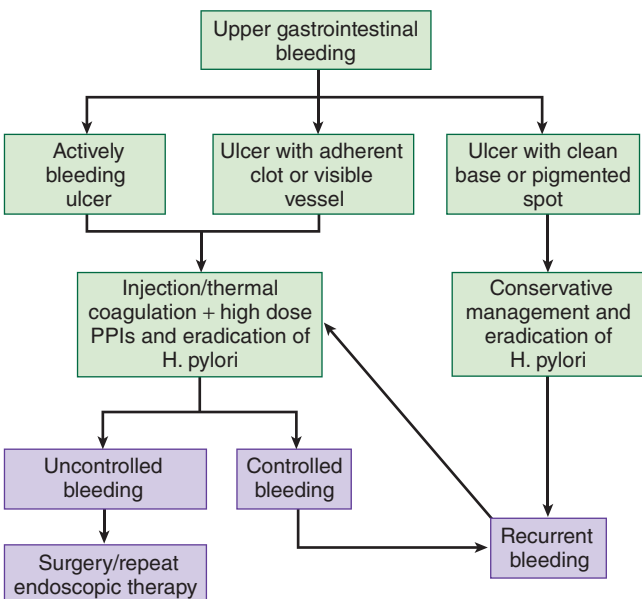 Upper gastrointestinal
bleeding
Actively
bleeding
ulcer
Ulcer with adherent
clot or visible
vessel
Ulcer with clean
base or pigmented
spot
Injection/thermal
coagulation + high dose
PPIs and eradication of
H. pylori
Conservative
management and
eradication of
H. pylori
Uncontrolled
bleeding
Controlled
bleeding
Recurrent
bleeding
Surgery/repeat
endoscopic therapy